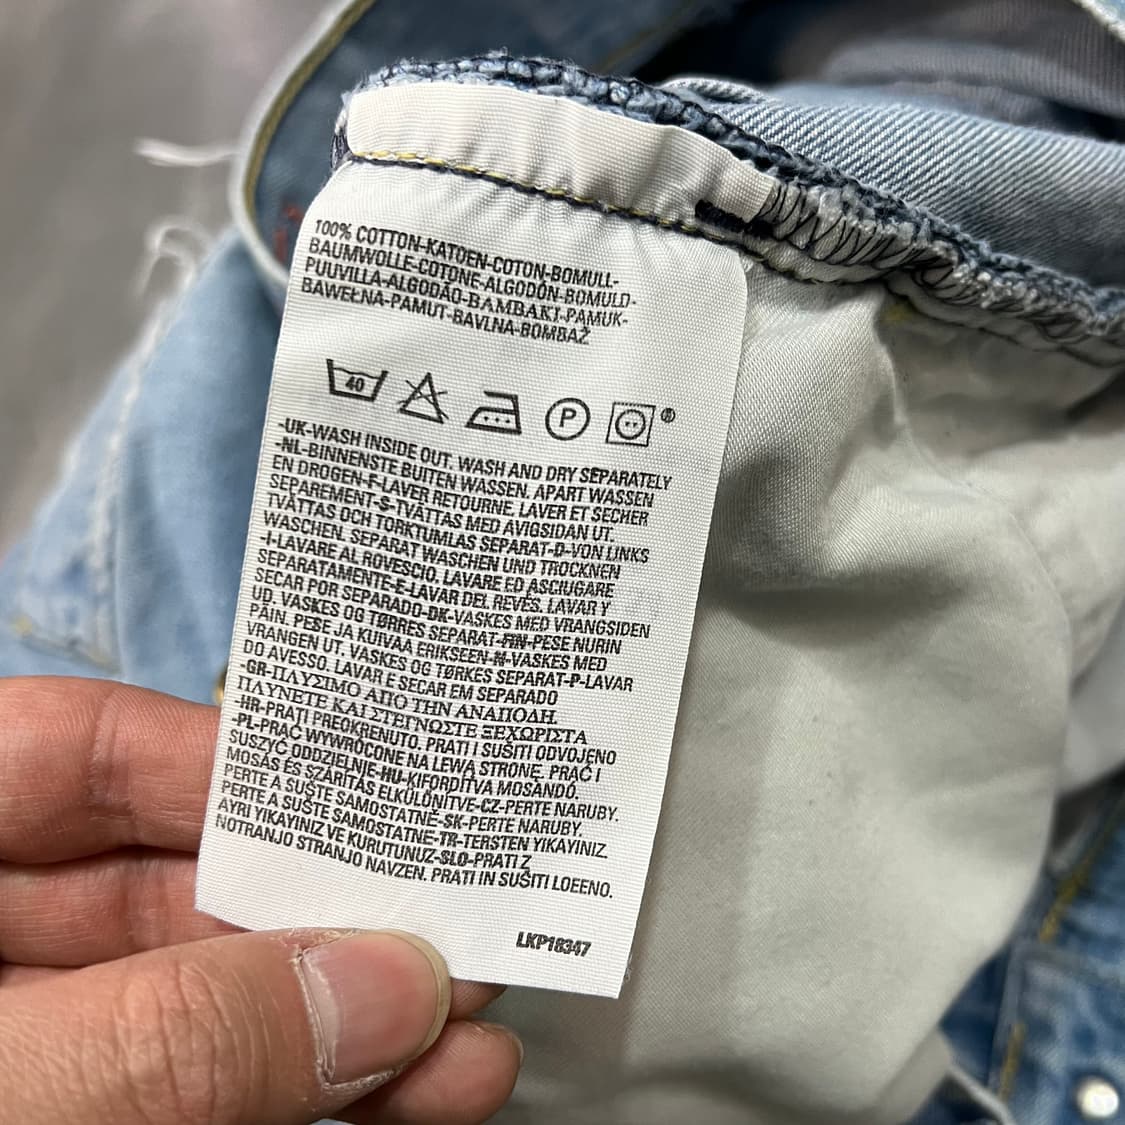 100% COTTON-KATOEN-COTON-BOMULL-
BAUMWOLLE-COTONE-ALGODÓN-BOMULD-
PUUVILLA-ALGODÃO-ΒΑΜΒΑΚΙ-PAMUK-
BAWEŁNA-PAMUT-BAVLNA-BOMBAŽ
40
P
®
-UK-WASH INSIDE OUT. WASH AND DRY SEPARATELY
-NL-BINNENSTE BUITEN WASSEN. APART WASSEN
EN DROGEN-F-LAVER RETOURNE. LAVER ET SECHER
SEPAREMENT-S-TVÄTTAS MED AVIGSIDAN UT.
TVÄTTAS OCH TORKTUMLAS SEPARAT-D-VON LINKS
WASCHEN. SEPARAT WASCHEN UND TROCKNEN
-I-LAVARE AL ROVESCIO. LAVARE ED ASCIUGARE
SEPARATAMENTE-E-LAVAR DEL REVÉS. LAVAR Y
SECAR POR SEPARADO-DK-VASKES MED VRANGSIDEN
UD. VASKES OG TØRRES SEPARAT-FIN-PESE NURIN
PÄIN. PESE JA KUIVAA ERIKSEEN-N-VASKES MED
VRANGEN UT. VASKES OG TØRKES SEPARAT-P-LAVAR
DO AVESSO. LAVAR E SECAR EM SEPARADO
-GR-ΠΛΥΣΙΜΟ ΑΠΟ ΤΗΝ ΑΝΑΠΟΔΗ.
ΠΛΥΝΕΤΕ ΚΑΙ ΣΤΕΓΝΩΣΤΕ ΞΕΧΩΡΙΣΤΑ
-HR-PRATI PREOKRENUTO. PRATI I SUŠITI ODVOJENO
-PL-PRAĆ WYWRÓCONE NA LEWĄ STRONĘ. PRAĆ I
SUSZYĆ ODDZIELNIE-HU-KIFORDÍTVA MOSANDÓ.
MOSÁS ÉS SZÁRÍTÁS ELKÜLÖNÍTVE-CZ-PERTE NARUBY.
PERTE A SUŠTE SAMOSTATNE-SK-PERTE NARUBY.
PERTE A SUŠTE SAMOSTATNE-TR-TERSTEN YIKAYINIZ
AYRI YIKAYINIZ VE KURUTUNUZ-SLO-PRATI Z
NOTRANJO STRANJO NAVZEN. PRATI IN SUŠITI LOEENO.
LKP18347